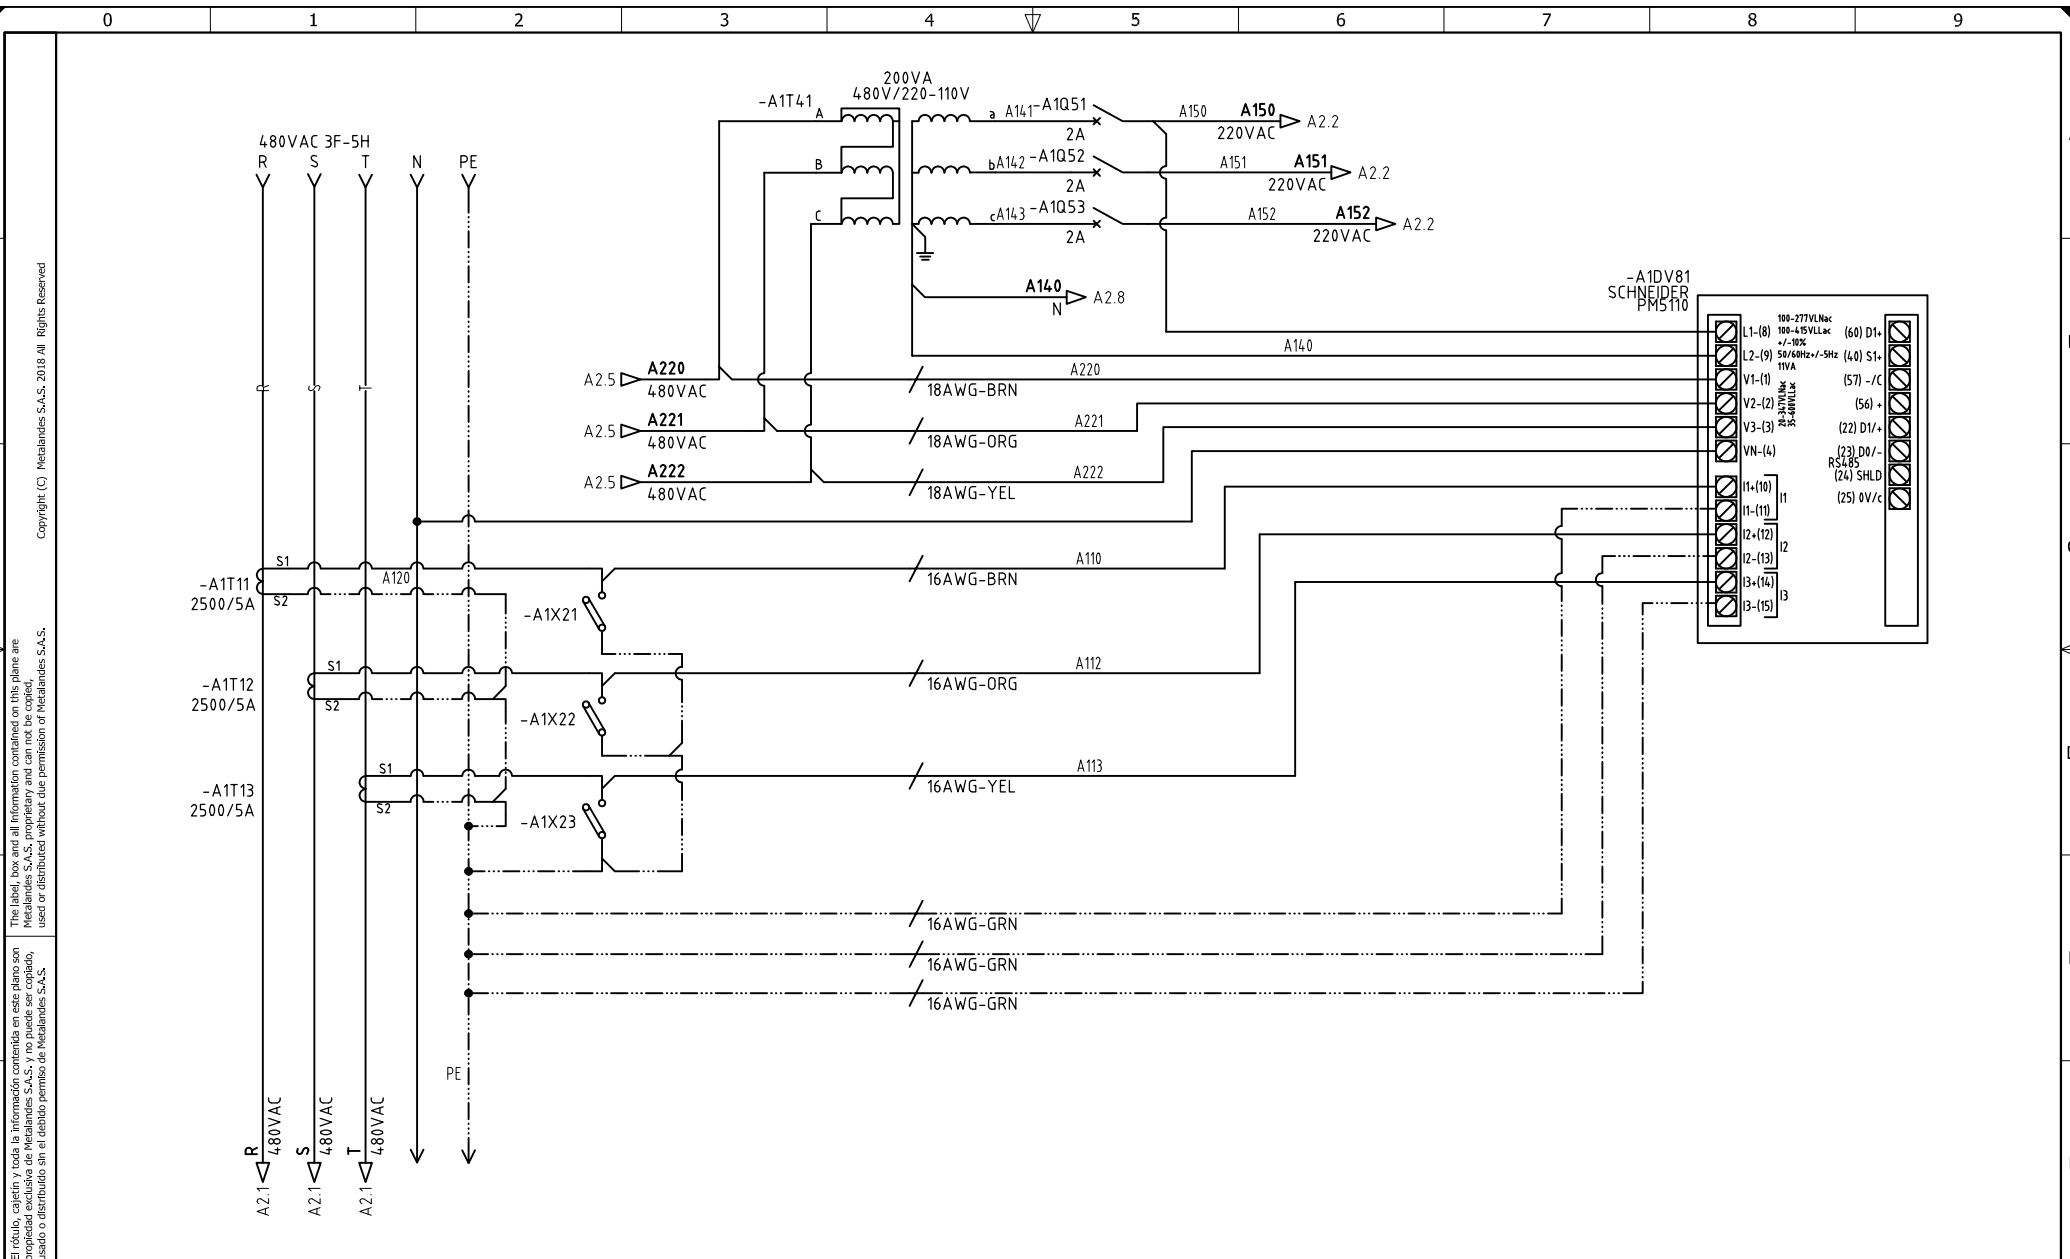 0 1 2 3 4 5 6 7 8 9
200VA
480V/220-110V
-A1T41
A
B
C
a A141
-A1Q51
2A
A150
A150
220VAC
A2.2
b A142
-A1Q52
2A
A151
A151
220VAC
A2.2
c A143
-A1Q53
2A
A152
A152
220VAC
A2.2
A140
N
A2.8
480VAC 3F-5H
R S T N PE
R S T
A2.5
A220
480VAC
A2.5
A221
480VAC
A2.5
A222
480VAC
A140
A220
18AWG-BRN
A221
18AWG-ORG
A222
18AWG-YEL
-A1DV81
SCHNEIDER
PM5110
L1-(8)
L2-(9)
V1-(1)
V2-(2)
V3-(3)
VN-(4)
I1+(10)
I1-(11)
I1
I2+(12)
I2-(13)
I2
I3+(14)
I3-(15)
I3
100-277VLNac
100-415VLLac
+/-10%
50/60Hz+/-5Hz
11VA
20-347VLNac
35-600VLLac
(60) D1+
(40) S1+
(57) -/C
(56) +
(22) D1/+
(23) D0/-
RS485
(24) SHLD
(25) 0V/c
-A1T11
2500/5A
S1
S2
A120
-A1X21
A110
16AWG-BRN
-A1T12
2500/5A
S1
S2
-A1X22
A112
16AWG-ORG
-A1T13
2500/5A
S1
S2
-A1X23
A113
16AWG-YEL
16AWG-GRN
16AWG-GRN
16AWG-GRN
PE
R
480VAC
A2.1
S
480VAC
A2.1
T
480VAC
A2.1
Copyright (C) Metalandes S.A.S. 2018 All Rights Reserved
The label, box and all information contained on this plane are
Metalandes S.A.S. proprietary and can not be copied,
used or distributed without due permission of Metalandes S.A.S.
El rótulo, cajetín y toda la información contenida en este plano son
propiedad exclusiva de Metalandes S.A.S. y no puede ser copiado,
usado o distribuido sin el debido permiso de Metalandes S.A.S.